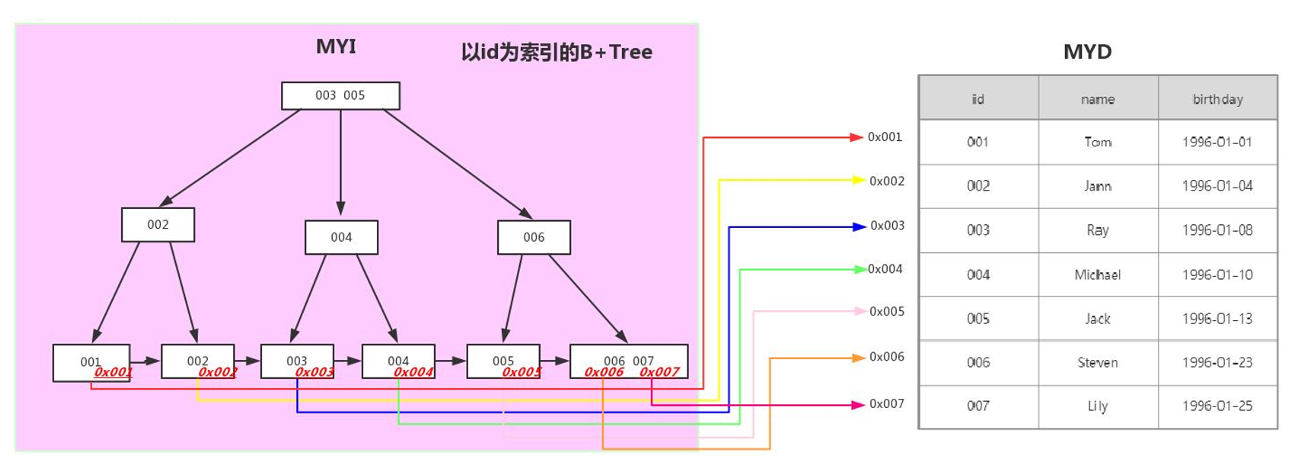 MYI 以id为索引的B+Tree
003 005
002
004
006
001
0x001
002
0x002
003
0x003
004
0x004
005
0x005
006 007
0x006 0x007
0x001
0x002
0x003
0x004
0x005
0x006
0x007
MYD
iid name birthday
001 Tom 1996-01-01
002 Jann 1996-01-04
003 Ray 1996-01-08
004 Michael 1996-01-10
005 Jack 1996-01-13
006 Steven 1996-01-23
007 Lily 1996-01-25